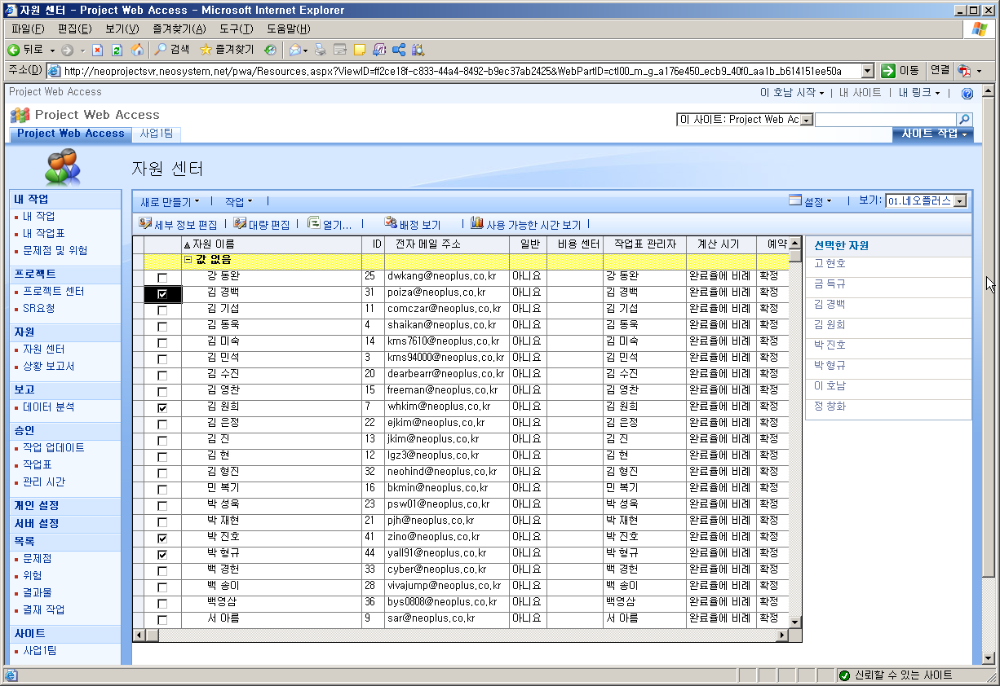 자원 센터 - Project Web Access - Microsoft Internet Explorer
파일(F) 편집(E) 보기(V) 즐겨찾기(A) 도구(T) 도움말(H)
뒤로 검색 즐겨찾기
주소(D) http://neoprojectsvr.neosystem.net/pwa/Resources.aspx?ViewID=ff2ce18f-c833-44a4-8492-b9ec37ab2425&WebPartID=ctl00_m_g_a176e450_ecb9_40f0_aa1b_b614151ee50a 이동 연결
Project Web Access 이 호남 시작 | 내 사이트 | 내 링크 |
Project Web Access 이 사이트: Project Web Ac
Project Web Access 사업1팀 사이트 작업
자원 센터
내 작업
내 작업
내 작업표
문제점 및 위험
프로젝트
프로젝트 센터
SR요청
자원
자원 센터
상황 보고서
보고
데이터 분석
승인
작업 업데이트
작업표
관리 시간
개인 설정
서버 설정
목록
문제점
위험
결과물
결재 작업
사이트
사업1팀
새로 만들기 | 작업 | 설정 | 보기: 01.네오플러스
세부 정보 편집 | 대량 편집 | 열기... | 배정 보기 | 사용 가능한 시간 보기 |
자원 이름 ID 전자 메일 주소 일반 비용 센터 작업표 관리자 계산 시기 예약
값 없음
강 동완 25 dwkang@neoplus.co.kr 아니요 강 동완 완료율에 비례 확정
김 경백 31 poiza@neoplus.co.kr 아니요 김 경백 완료율에 비례 확정
김 기섭 11 comczar@neoplus.co.kr 아니요 김 기섭 완료율에 비례 확정
김 동욱 4 shaikan@neoplus.co.kr 아니요 김 동욱 완료율에 비례 확정
김 미숙 14 kms7610@neoplus.co.kr 아니요 김 미숙 완료율에 비례 확정
김 민석 3 kms94000@neoplus.co.kr 아니요 김 민석 완료율에 비례 확정
김 수진 20 dearbearr@neoplus.co.kr 아니요 김 수진 완료율에 비례 확정
김 영찬 15 freeman@neoplus.co.kr 아니요 김 영찬 완료율에 비례 확정
김 원희 7 whkim@neoplus.co.kr 아니요 김 원희 완료율에 비례 확정
김 은정 22 ejkim@neoplus.co.kr 아니요 김 은정 완료율에 비례 확정
김 진 13 jkim@neoplus.co.kr 아니요 김 진 완료율에 비례 확정
김 현 12 lgz3@neoplus.co.kr 아니요 김 현 완료율에 비례 확정
김 형진 32 neohind@neoplus.co.kr 아니요 김 형진 완료율에 비례 확정
민 복기 16 bkmin@neoplus.co.kr 아니요 민 복기 완료율에 비례 확정
박 성욱 23 psw01@neoplus.co.kr 아니요 박 성욱 완료율에 비례 확정
박 재현 21 pjh@neoplus.co.kr 아니요 박 재현 완료율에 비례 확정
박 진호 41 zino@neoplus.co.kr 아니요 박 진호 완료율에 비례 확정
박 형규 44 yall91@neoplus.co.kr 아니요 박 형규 완료율에 비례 확정
백 경헌 33 cyber@neoplus.co.kr 아니요 백 경헌 완료율에 비례 확정
백 송이 28 vivajump@neoplus.co.kr 아니요 백 송이 완료율에 비례 확정
백영삼 36 bys0808@neoplus.co.kr 아니요 백영삼 완료율에 비례 확정
서 아름 9 sar@neoplus.co.kr 아니요 서 아름 완료율에 비례 확정
선택한 자원
고 현호
금 득규
김 경백
김 원희
박 진호
박 형규
이 호남
정 창화
신뢰할 수 있는 사이트